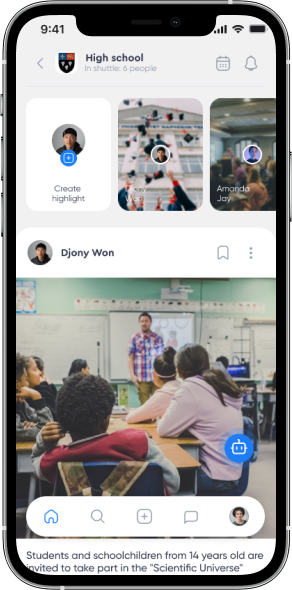 9:41
High school
In shuttle: 6 people
Create
highlight
Djony
Won
Amanda
Jay
Djony Won
Students and schoolchildren from 14 years old are
invited to take part in the "Scientific Universe"